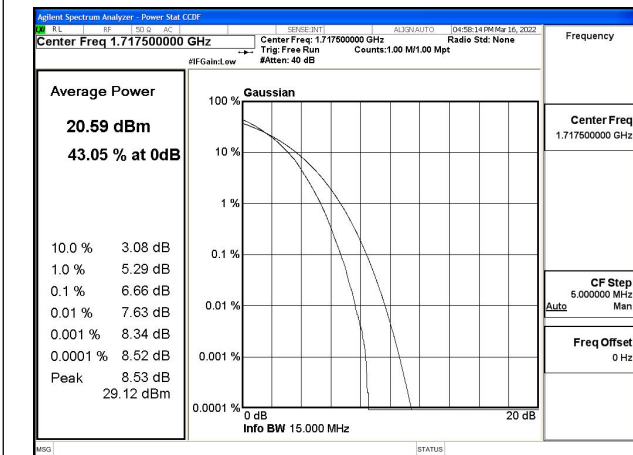 Agilent Spectrum Analyzer - Power Stat CCDF
RL RF 50 Ω AC SENSE:INT ALIGN AUTO 04:58:14 PM Mar 16, 2022
Center Freq 1.717500000 GHz
Center Freq: 1.717500000 GHz Radio Std: None
Trig: Free Run Counts:1.00 M/1.00 Mpt
#IFGain:Low #Atten: 40 dB
Frequency
Average Power
20.59 dBm
43.05 % at 0dB
10.0 % 3.08 dB
1.0 % 5.29 dB
0.1 % 6.66 dB
0.01 % 7.63 dB
0.001 % 8.34 dB
0.0001 % 8.52 dB
Peak 8.53 dB
29.12 dBm
Gaussian
100 %
10 %
1 %
0.1 %
0.01 %
0.001 %
0.0001 %
0 dB 20 dB
Info BW 15.000 MHz
Center Freq
1.717500000 GHz
CF Step
5.000000 MHz
Auto Man
Freq Offset
0 Hz
MSG STATUS